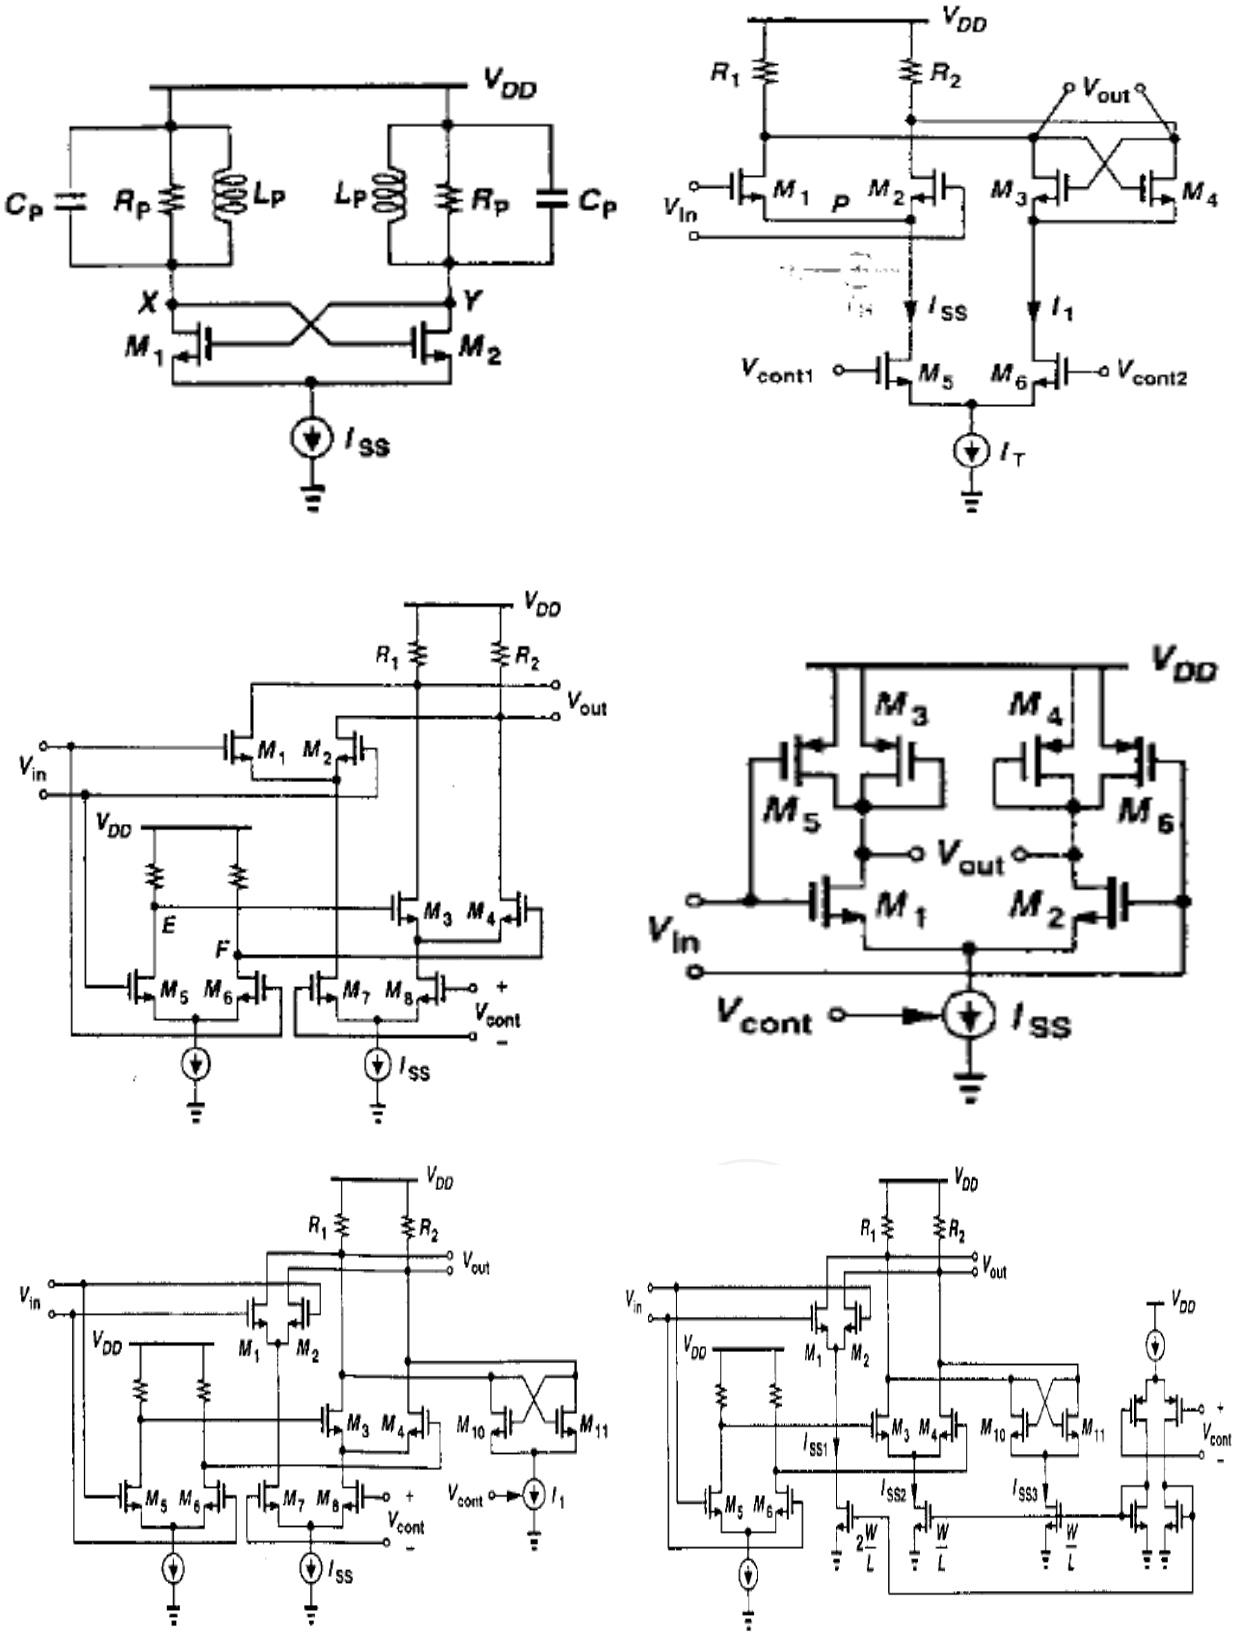 V_DD
C_P R_P L_P L_P R_P C_P
X Y
M_1 M_2
I_SS
V_DD
R_1 R_2 V_out
V_in M_1 M_2 M_3 M_4
P
I_SS I_1
V_cont1 M_5 M_6 V_cont2
I_T
V_DD
R_1 R_2
V_out
M_1 M_2
V_in
V_DD
E M_3 M_4
F
M_5 M_6 M_7 M_8 +
V_cont
−
I_SS
V_DD
M_3 M_4
M_5 M_6
V_out
M_1 M_2
V_in
V_cont I_SS
V_DD
R_1 R_2
V_out
V_in
M_1 M_2
V_DD
M_3 M_4 M_10 M_11
M_5 M_6 M_7 M_8 + V_cont I_1
V_cont
−
I_SS
V_DD
R_1 R_2
V_out
V_in
V_DD
M_1 M_2
V_DD
M_3 M_4 M_10 M_11 +
V_cont
−
I_SS1
M_5 M_6 I_SS2 I_SS3
2 W/L W/L W/L